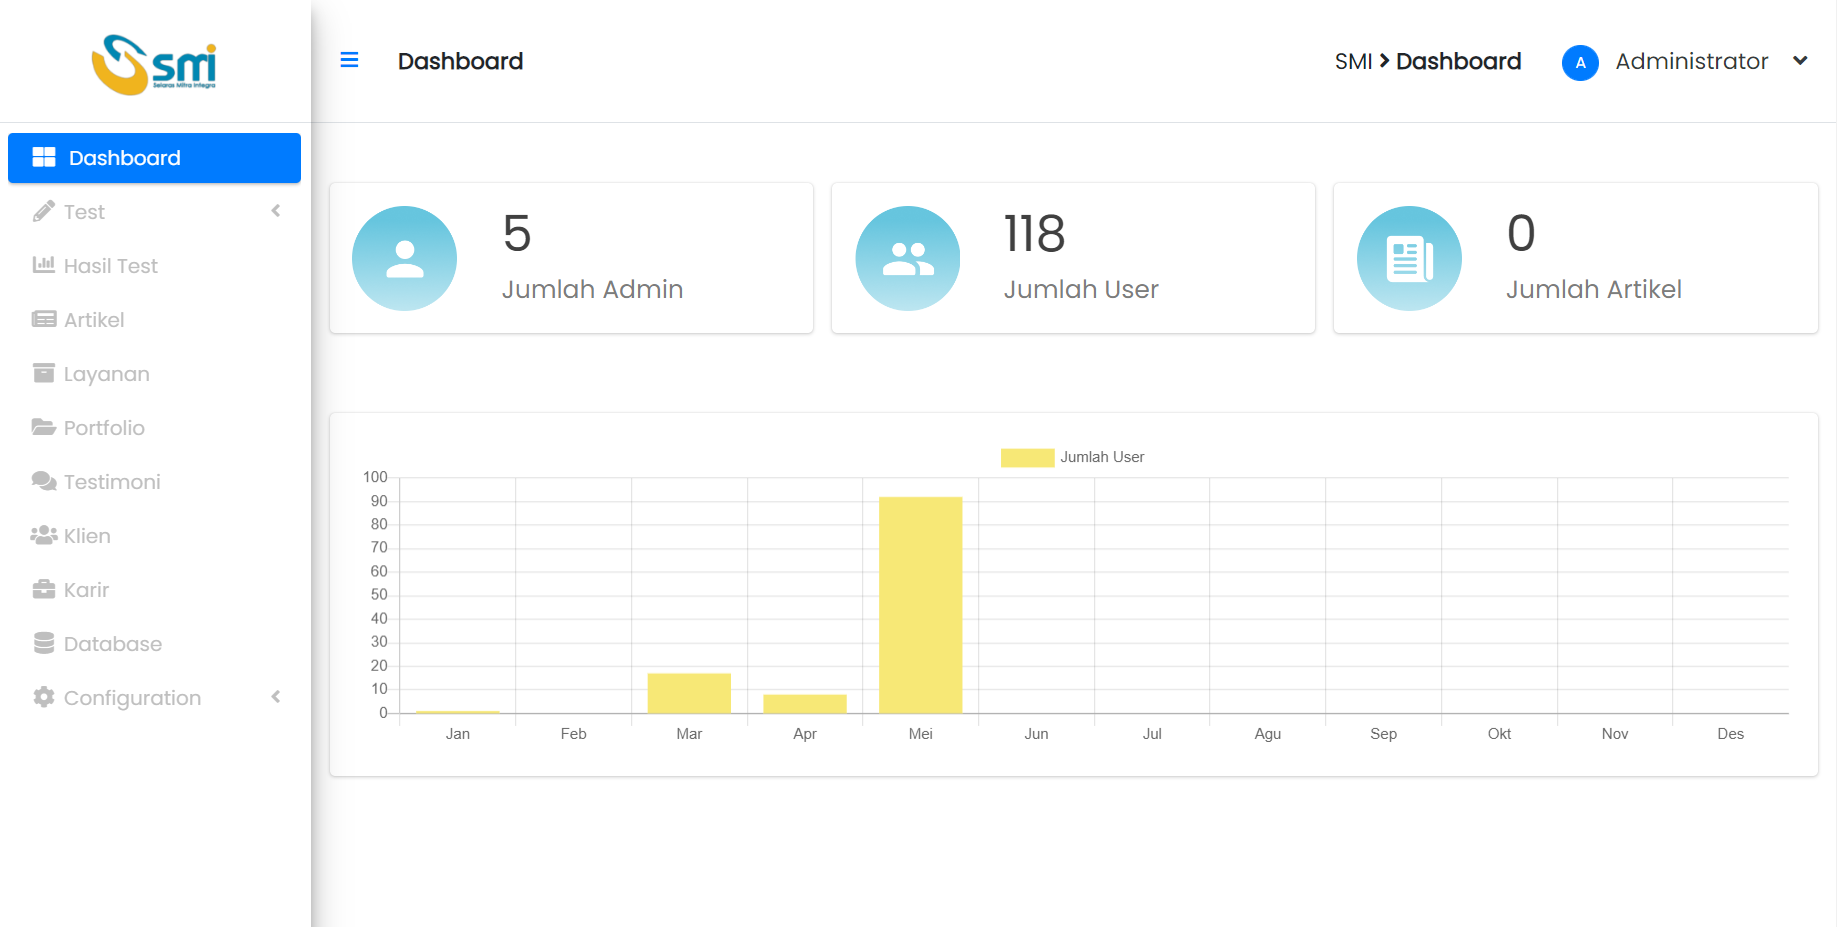 smi
Selaras Mitra Integra
Dashboard
SMI Dashboard
A Administrator
Dashboard
Test
Hasil Test
Artikel
Layanan
Portfolio
Testimoni
Klien
Karir
Database
Configuration
5
Jumlah Admin
118
Jumlah User
0
Jumlah Artikel
Jumlah User
100
90
80
70
60
50
40
30
20
10
0
Jan Feb Mar Apr Mei Jun Jul Agu Sep Okt Nov Des